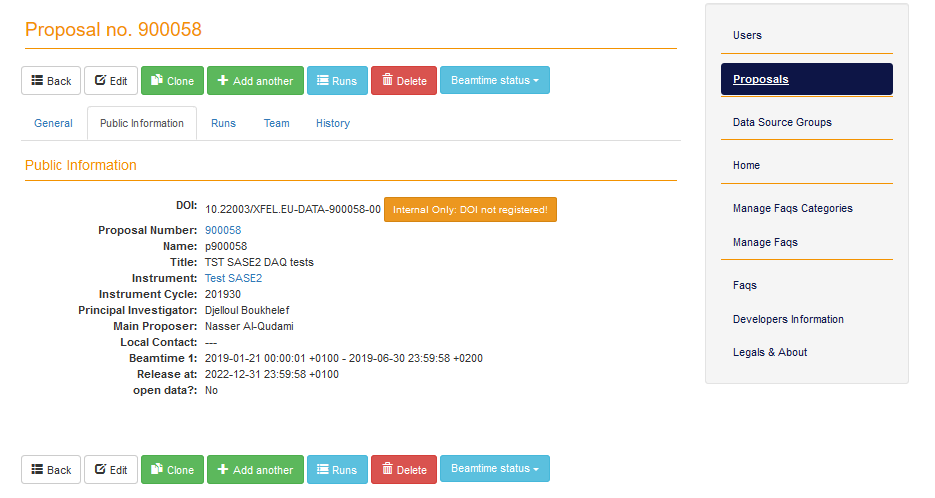 Proposal no. 900058
Back Edit Clone Add another Runs Delete Beamtime status
General Public Information Runs Team History
Public Information
DOI: 10.22003/XFEL.EU-DATA-900058-00 Internal Only: DOI not registered!
Proposal Number: 900058
Name: p900058
Title: TST SASE2 DAQ tests
Instrument: Test SASE2
Instrument Cycle: 201930
Principal Investigator: Djelloul Boukhelef
Main Proposer: Nasser Al-Qudami
Local Contact: ---
Beamtime 1: 2019-01-21 00:00:01 +0100 - 2019-06-30 23:59:58 +0200
Release at: 2022-12-31 23:59:58 +0100
open data?: No
Back Edit Clone Add another Runs Delete Beamtime status
Users
Proposals
Data Source Groups
Home
Manage Faqs Categories
Manage Faqs
Faqs
Developers Information
Legals & About